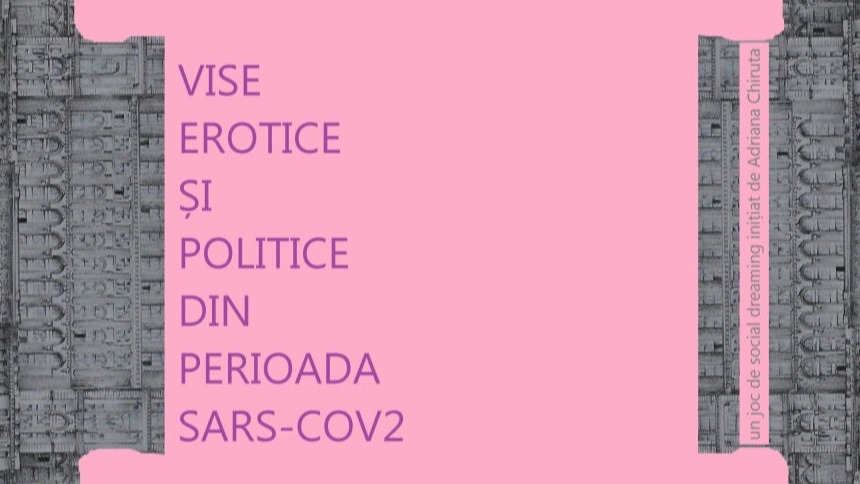 VISE
EROTICE
ȘI
POLITICE
DIN
PERIOADA
SARS-COV2
un joc de social dreaming inițiat de Adriana Chiruta